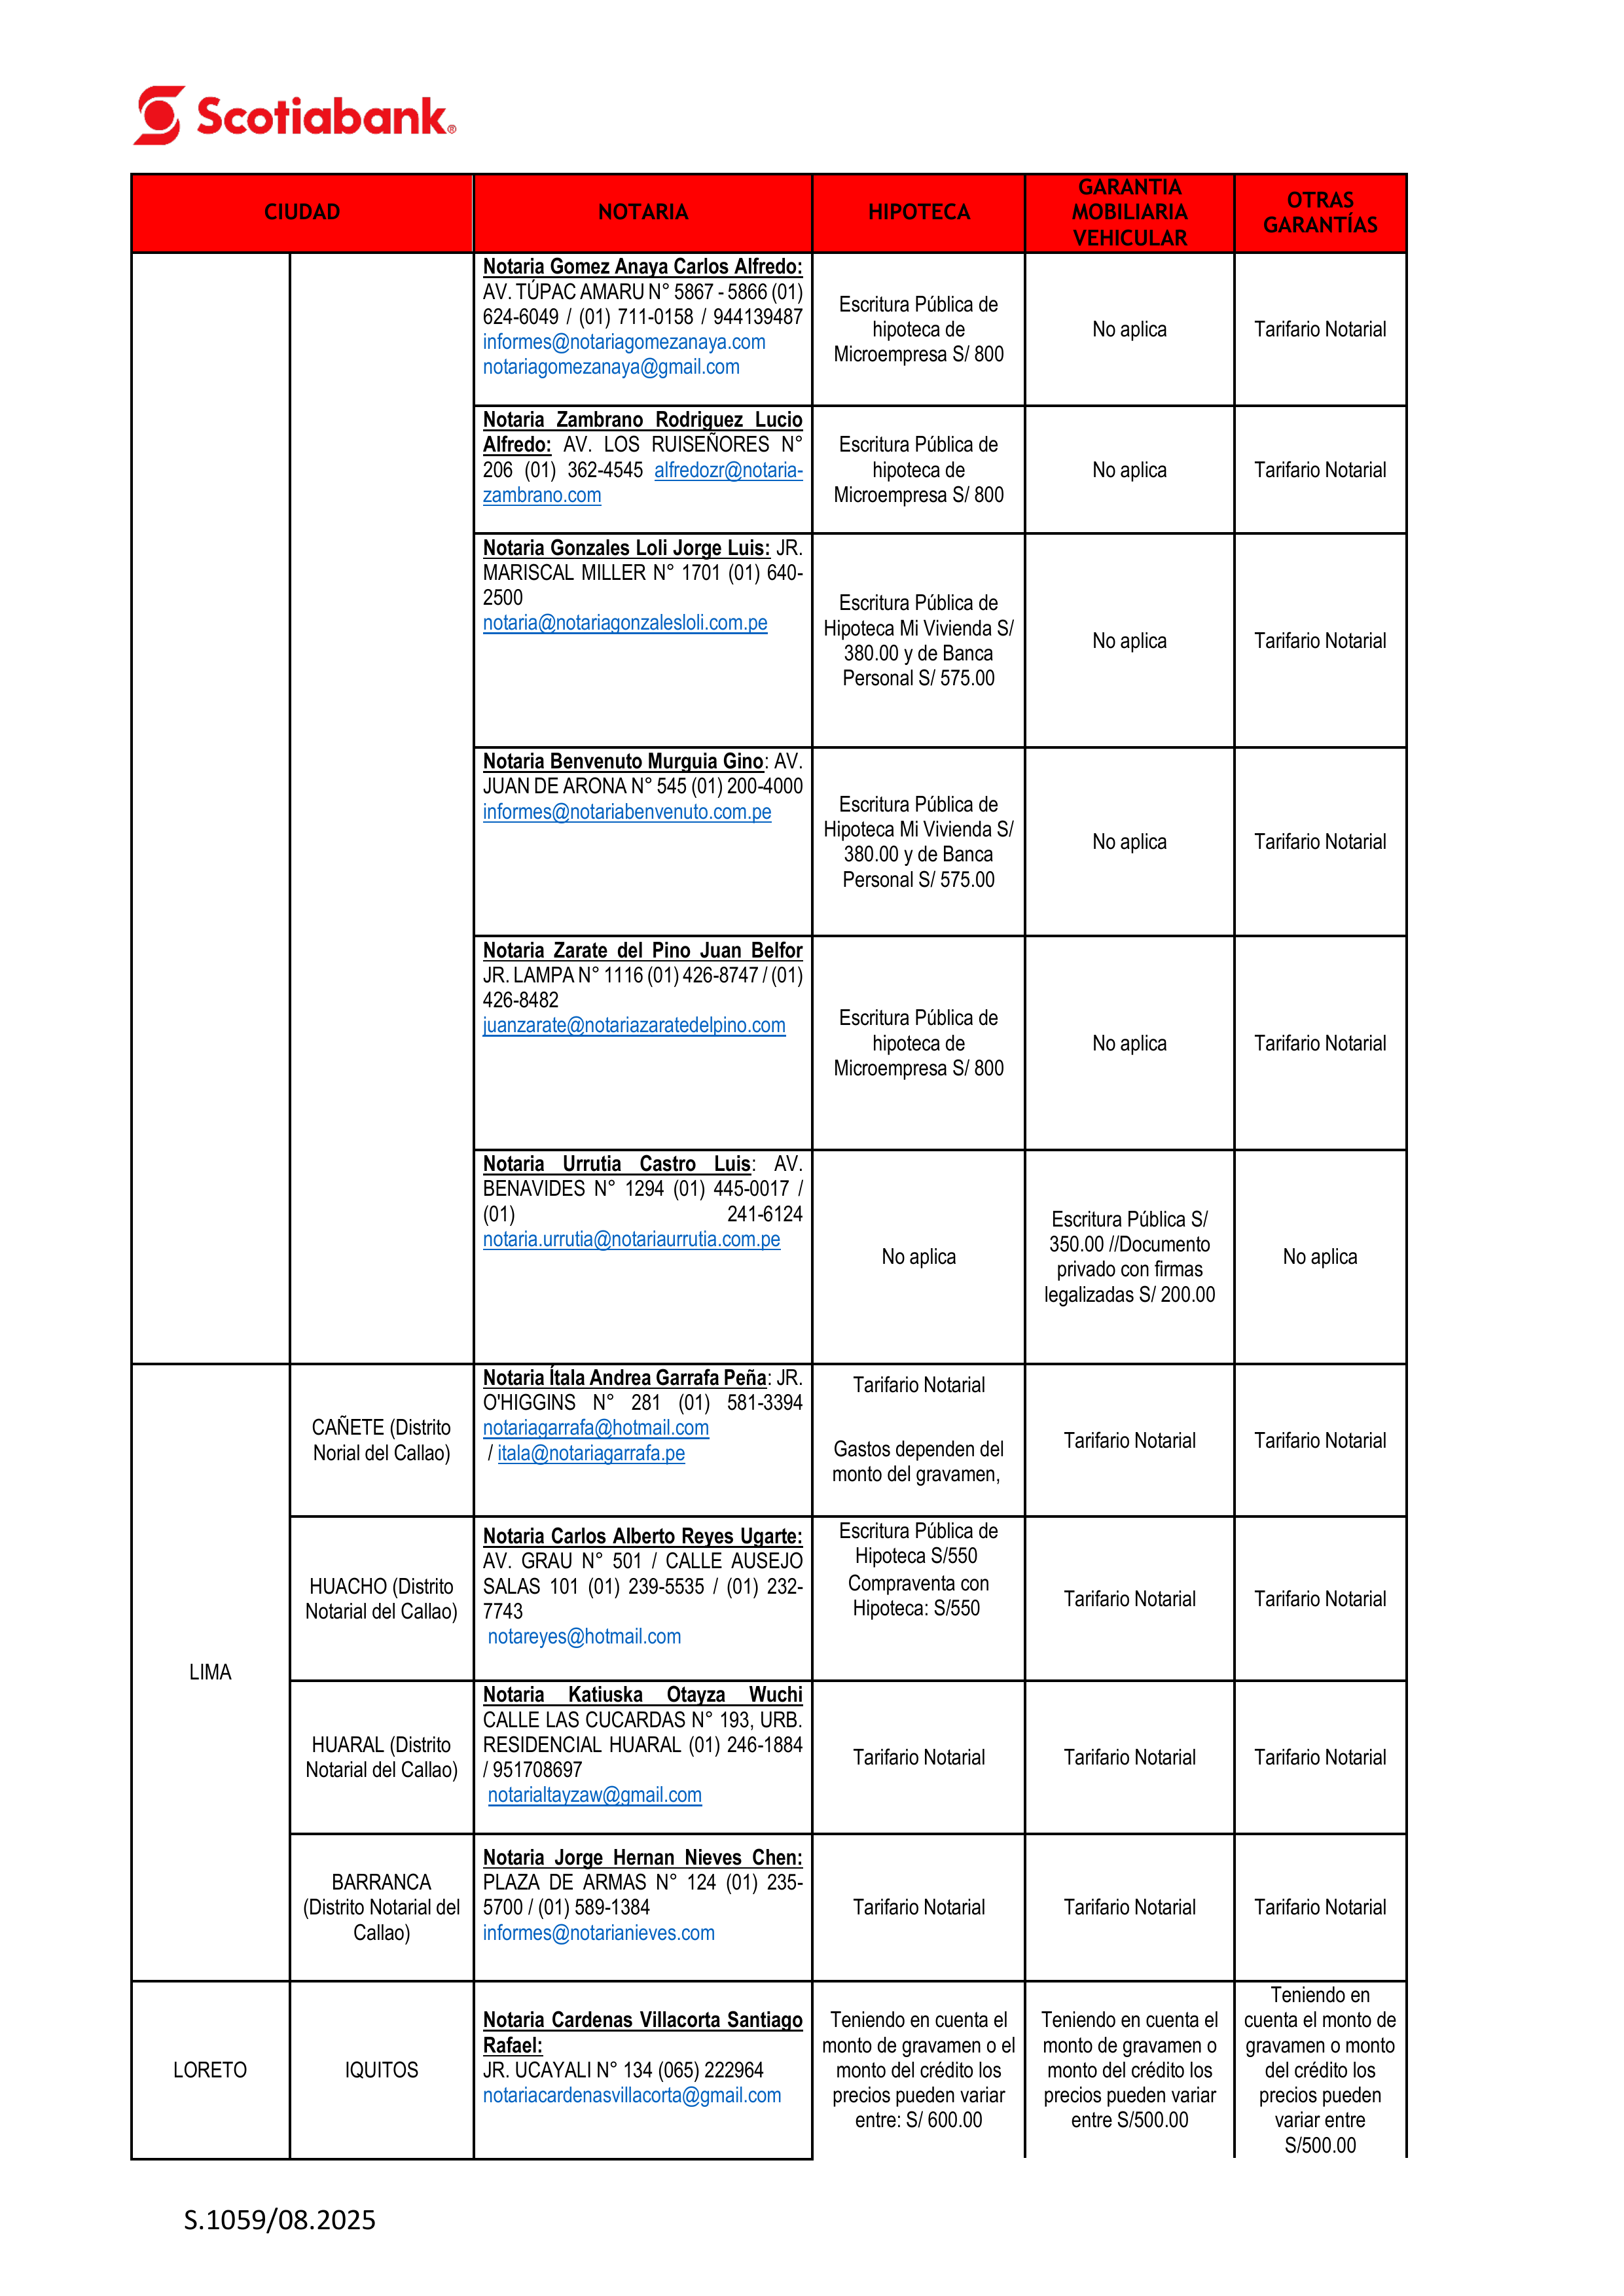 Scotiabank®
CIUDAD
NOTARIA
HIPOTECA
GARANTIA
MOBILIARIA
VEHICULAR
OTRAS
GARANTÍAS
Notaria Gomez Anaya Carlos Alfredo:
AV. TÚPAC AMARU N° 5867 - 5866 (01)
624-6049 / (01) 711-0158 / 944139487
informes@notariagomezanaya.com
notariagomezanaya@gmail.com
Escritura Pública de
hipoteca de
Microempresa S/ 800
No aplica
Tarifario Notarial
Notaria Zambrano Rodriguez Lucio
Alfredo: AV. LOS RUISEÑORES N°
206 (01) 362-4545 alfredozr@notaria-
zambrano.com
Escritura Pública de
hipoteca de
Microempresa S/ 800
No aplica
Tarifario Notarial
Notaria Gonzales Loli Jorge Luis: JR.
MARISCAL MILLER N° 1701 (01) 640-
2500
notaria@notariagonzalesloli.com.pe
Escritura Pública de
Hipoteca Mi Vivienda S/
380.00 y de Banca
Personal S/ 575.00
No aplica
Tarifario Notarial
Notaria Benvenuto Murguia Gino: AV.
JUAN DE ARONA N° 545 (01) 200-4000
informes@notariabenvenuto.com.pe
Escritura Pública de
Hipoteca Mi Vivienda S/
380.00 y de Banca
Personal S/ 575.00
No aplica
Tarifario Notarial
Notaria Zarate del Pino Juan Belfor
JR. LAMPA N° 1116 (01) 426-8747 / (01)
426-8482
juanzarate@notariazaratedelpino.com
Escritura Pública de
hipoteca de
Microempresa S/ 800
No aplica
Tarifario Notarial
Notaria Urrutia Castro Luis: AV.
BENAVIDES N° 1294 (01) 445-0017 /
(01) 241-6124
notaria.urrutia@notariaurrutia.com.pe
No aplica
Escritura Pública S/
350.00 //Documento
privado con firmas
legalizadas S/ 200.00
No aplica
LIMA
CAÑETE (Distrito
Norial del Callao)
Notaria Ítala Andrea Garrafa Peña: JR.
O'HIGGINS N° 281 (01) 581-3394
notariagarrafa@hotmail.com
/ itala@notariagarrafa.pe
Tarifario Notarial
Gastos dependen del
monto del gravamen,
Tarifario Notarial
Tarifario Notarial
HUACHO (Distrito
Notarial del Callao)
Notaria Carlos Alberto Reyes Ugarte:
AV. GRAU N° 501 / CALLE AUSEJO
SALAS 101 (01) 239-5535 / (01) 232-
7743
notareyes@hotmail.com
Escritura Pública de
Hipoteca S/550
Compraventa con
Hipoteca: S/550
Tarifario Notarial
Tarifario Notarial
HUARAL (Distrito
Notarial del Callao)
Notaria Katiuska Otayza Wuchi
CALLE LAS CUCARDAS N° 193, URB.
RESIDENCIAL HUARAL (01) 246-1884
/ 951708697
notarialtayzaw@gmail.com
Tarifario Notarial
Tarifario Notarial
Tarifario Notarial
BARRANCA
(Distrito Notarial del
Callao)
Notaria Jorge Hernan Nieves Chen:
PLAZA DE ARMAS N° 124 (01) 235-
5700 / (01) 589-1384
informes@notarianieves.com
Tarifario Notarial
Tarifario Notarial
Tarifario Notarial
LORETO
IQUITOS
Notaria Cardenas Villacorta Santiago
Rafael:
JR. UCAYALI N° 134 (065) 222964
notariacardenasvillacorta@gmail.com
Teniendo en cuenta el
monto de gravamen o el
monto del crédito los
precios pueden variar
entre: S/ 600.00
Teniendo en cuenta el
monto de gravamen o
monto del crédito los
precios pueden variar
entre S/500.00
Teniendo en
cuenta el monto de
gravamen o monto
del crédito los
precios pueden
variar entre
S/500.00
S.1059/08.2025